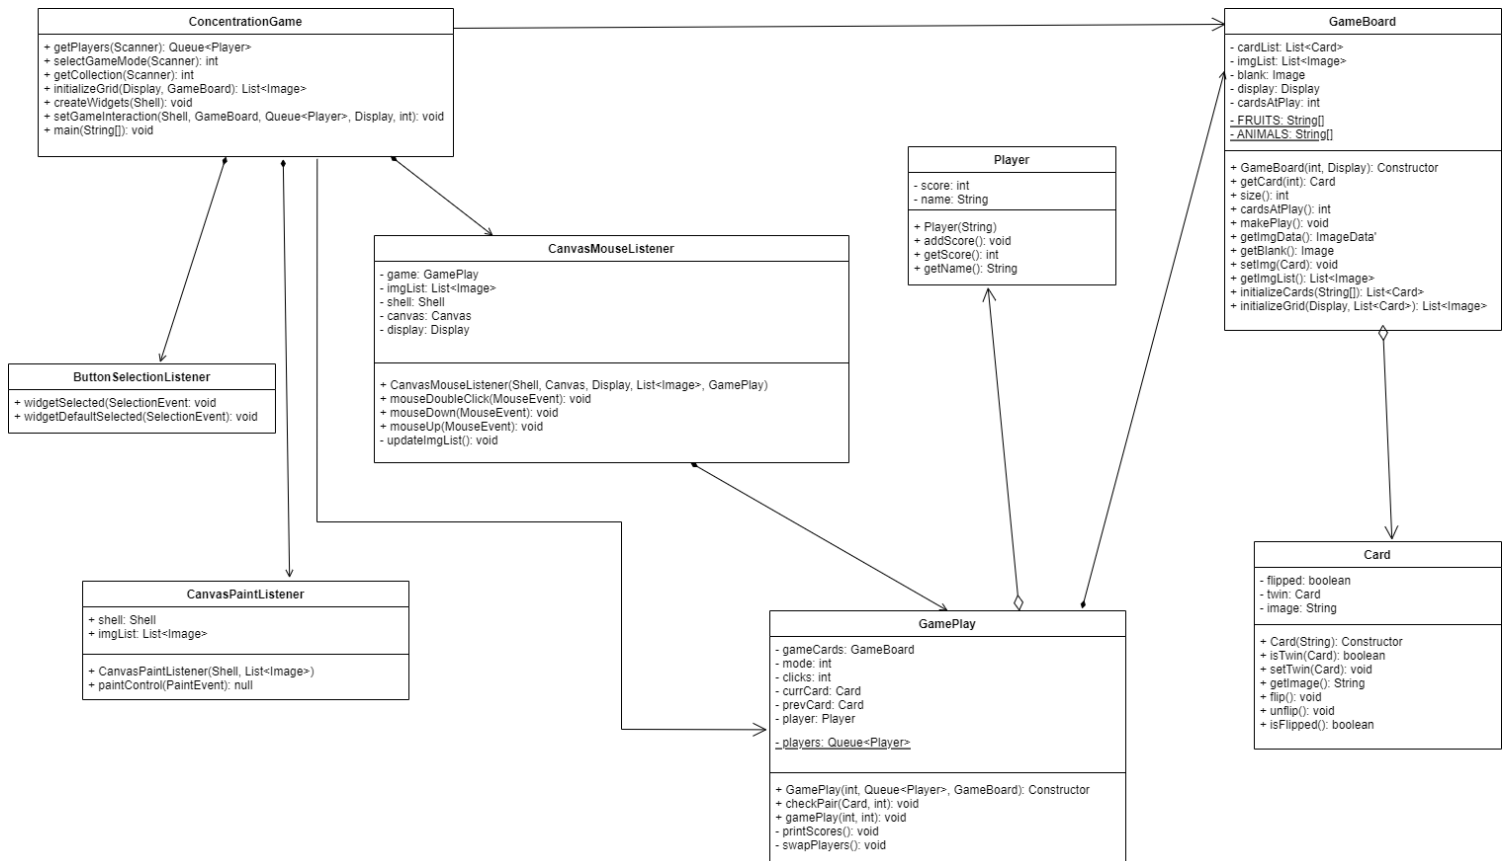 ConcentrationGame
+ getPlayers(Scanner): Queue<Player>
+ selectGameMode(Scanner): int
+ getCollection(Scanner): int
+ initializeGrid(Display, GameBoard): List<Image>
+ createWidgets(Shell): void
+ setGameInteraction(Shell, GameBoard, Queue<Player>, Display, int): void
+ main(String[]): void
GameBoard
- cardList: List<Card>
- imgList: List<Image>
- blank: Image
- display: Display
- cardsAtPlay: int
- FRUITS: String[]
- ANIMALS: String[]
+ GameBoard(int, Display): Constructor
+ getCard(int): Card
+ size(): int
+ cardsAtPlay(): int
+ makePlay(): void
+ getImgData(): ImageData'
+ getBlank(): Image
+ setImg(Card): void
+ getImgList(): List<Image>
+ initializeCards(String[]): List<Card>
+ initializeGrid(Display, List<Card>): List<Image>
Player
- score: int
- name: String
+ Player(String)
+ addScore(): void
+ getScore(): int
+ getName(): String
CanvasMouseListener
- game: GamePlay
- imgList: List<Image>
- shell: Shell
- canvas: Canvas
- display: Display
+ CanvasMouseListener(Shell, Canvas, Display, List<Image>, GamePlay)
+ mouseDoubleClick(MouseEvent): void
+ mouseDown(MouseEvent): void
+ mouseUp(MouseEvent): void
- updateImgList(): void
ButtonSelectionListener
+ widgetSelected(SelectionEvent: void
+ widgetDefaultSelected(SelectionEvent): void
CanvasPaintListener
+ shell: Shell
+ imgList: List<Image>
+ CanvasPaintListener(Shell, List<Image>)
+ paintControl(PaintEvent): null
GamePlay
- gameCards: GameBoard
- mode: int
- clicks: int
- currCard: Card
- prevCard: Card
- player: Player
- players: Queue<Player>
+ GamePlay(int, Queue<Player>, GameBoard): Constructor
+ checkPair(Card, int): void
+ gamePlay(int, int): void
- printScores(): void
- swapPlayers(): void
Card
- flipped: boolean
- twin: Card
- image: String
+ Card(String): Constructor
+ isTwin(Card): boolean
+ setTwin(Card): void
+ getImage(): String
+ flip(): void
+ unflip(): void
+ isFlipped(): boolean